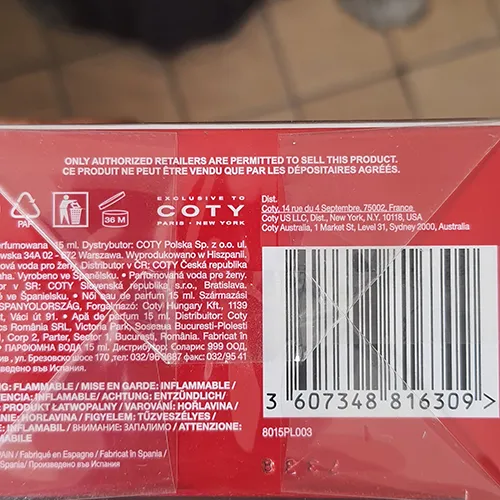 ONLY AUTHORIZED RETAILERS ARE PERMITTED TO SELL THIS PRODUCT.
CE PRODUIT NE PEUT ÊTRE VENDU QUE PAR LES DÉPOSITAIRES AGRÉÉS.
PAP
36 M
EXCLUSIVE TO
COTY
PARIS - NEW YORK
Dist.
Coty, 14 rue du 4 Septembre, 75002, France
Coty US LLC, Dist., New York, N.Y. 10118, USA
Coty Australia, 1 Market St, Level 31, Sydney 2000, Australia
15 ml. Dystrybutor: COTY Polska Sp. z o.o. ul.
34A 02 - 672 Warszawa. Wyprodukowano w Hiszpanii.
voda pro ženy. Distributor v ČR: COTY Česká republika
Vyrobeno ve Španělsku. • Parfumovaná voda pre ženy.
v SR: COTY Slovenská republika s.r.o., Bratislava.
Španielsku. • Női eau de parfum 15 ml. Származási
SPANYOLORSZÁG, Forgalmazó: Coty Hungary Kft., 1139
Váci út 91. • Apă de parfum 15 ml. Distribuitor: Coty
România SRL, Victoria Park, Soseaua Bucuresti-Ploiesti
Corp 2, Parter, Sector 1, Bucuresti, România. Fabricat în
ПАРФЮМНА ВОДА 15 ml. Дистрибутор: Соларис 999 ООД,
ул. Брезовско шосе 170, тел: 032/96 9687 факс: 032/95 41
Произведено във Испания.
FLAMMABLE / MISE EN GARDE: INFLAMMABLE /
INFLAMABLE / ACHTUNG: ENTZÜNDLICH /
PRODUKT ŁATWOPALNY / VAROVÁNÍ: HOŘLAVINA /
HORĽAVINA / FIGYELEM: TŰZVESZÉLYES /
INFLAMABIL / ВНИМАНИЕ: ЗАПАЛИМО / ATTENZIONE:
/ Fabriqué en Espagne / Fabricat în Spania /
Spania / Произведено във Испания
3 607348 816309 >
8015PL003